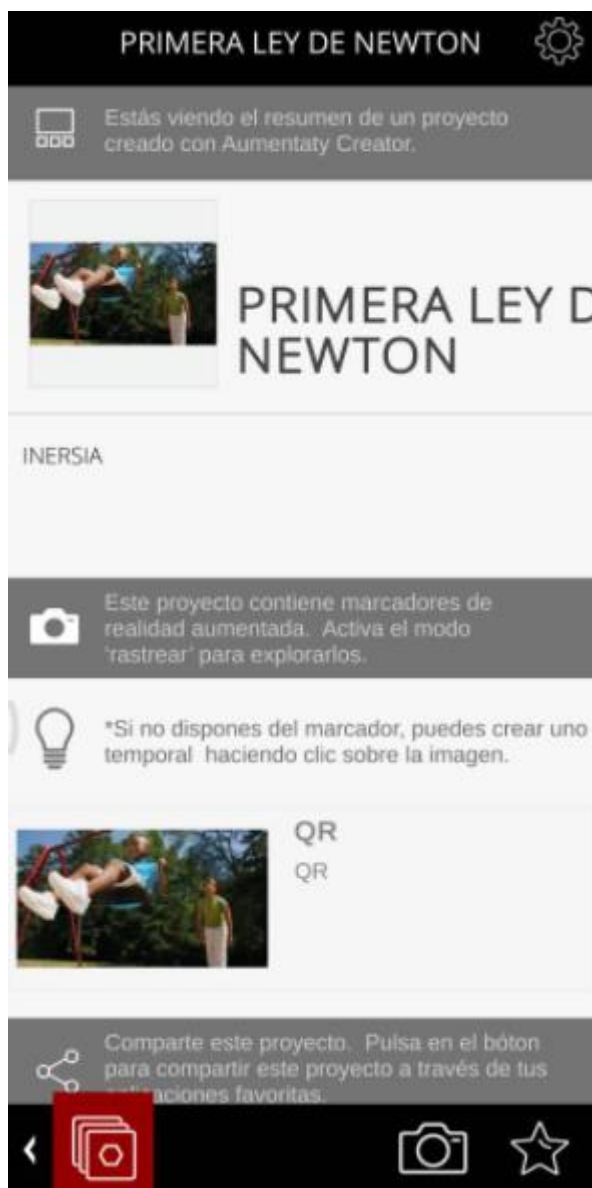 PRIMERA LEY DE NEWTON
Estás viendo el resumen de un proyecto
creado con Aumentaty Creator.
PRIMERA LEY D
NEWTON
INERSIA
Este proyecto contiene marcadores de
realidad aumentada. Activa el modo
'rastrear' para explorarlos.
*Si no dispones del marcador, puedes crear uno
temporal haciendo clic sobre la imagen.
QR
QR
Comparte este proyecto. Pulsa en el bóton
para compartir este proyecto a través de tus
aplicaciones favoritas.